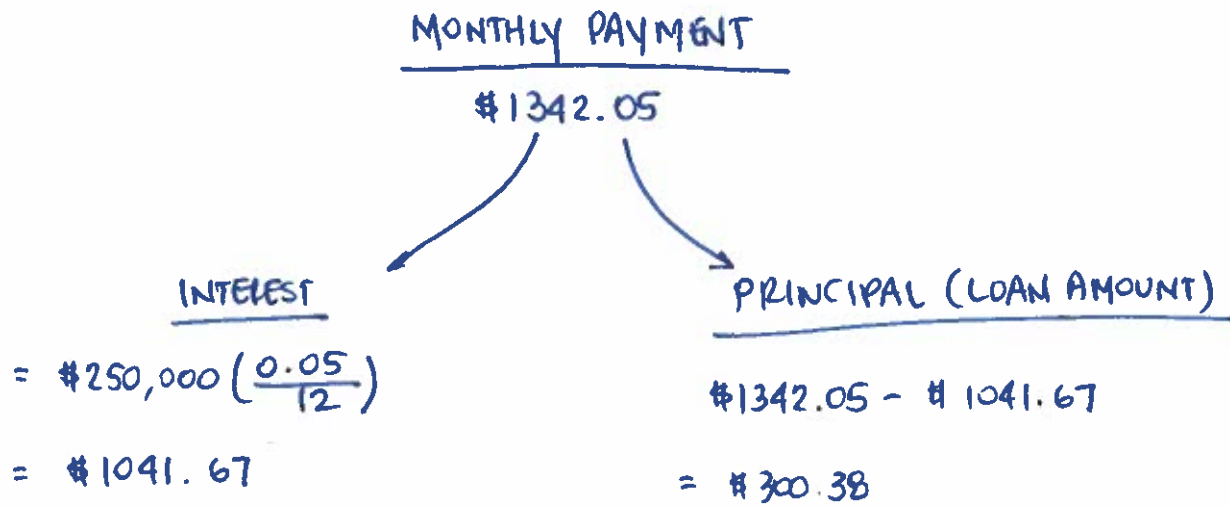 MONTHLY PAYMENT
$1342.05
INTEREST
= $250,000 (0.05/12)
= $1041.67
PRINCIPAL (LOAN AMOUNT)
$1342.05 - $1041.67
= $300.38